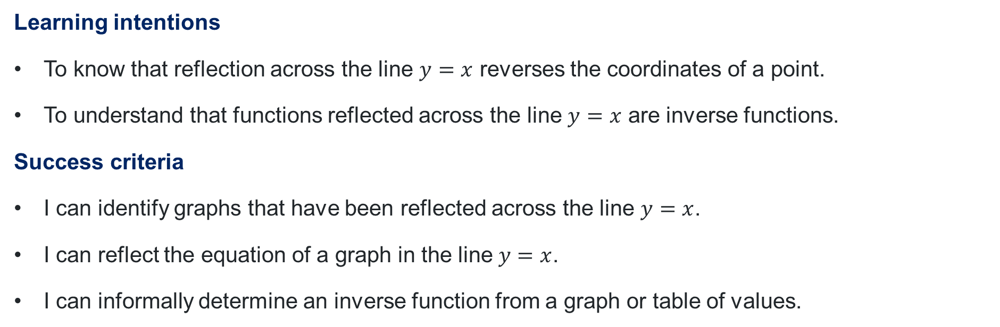 Learning intentions
• To know that reflection across the line y = x reverses the coordinates of a point.
• To understand that functions reflected across the line y = x are inverse functions.
Success criteria
• I can identify graphs that have been reflected across the line y = x.
• I can reflect the equation of a graph in the line y = x.
• I can informally determine an inverse function from a graph or table of values.